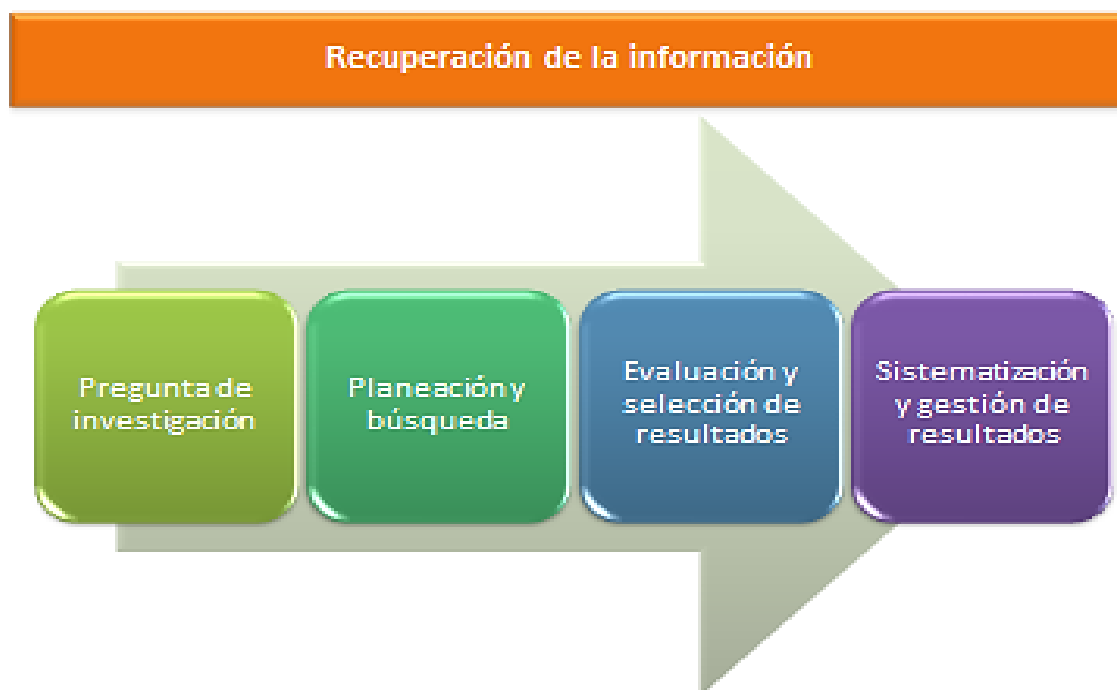 Recuperación de la información
Pregunta de
investigación
Planeación y
búsqueda
Evaluación y
selección de
resultados
Sistematización
y gestión de
resultados